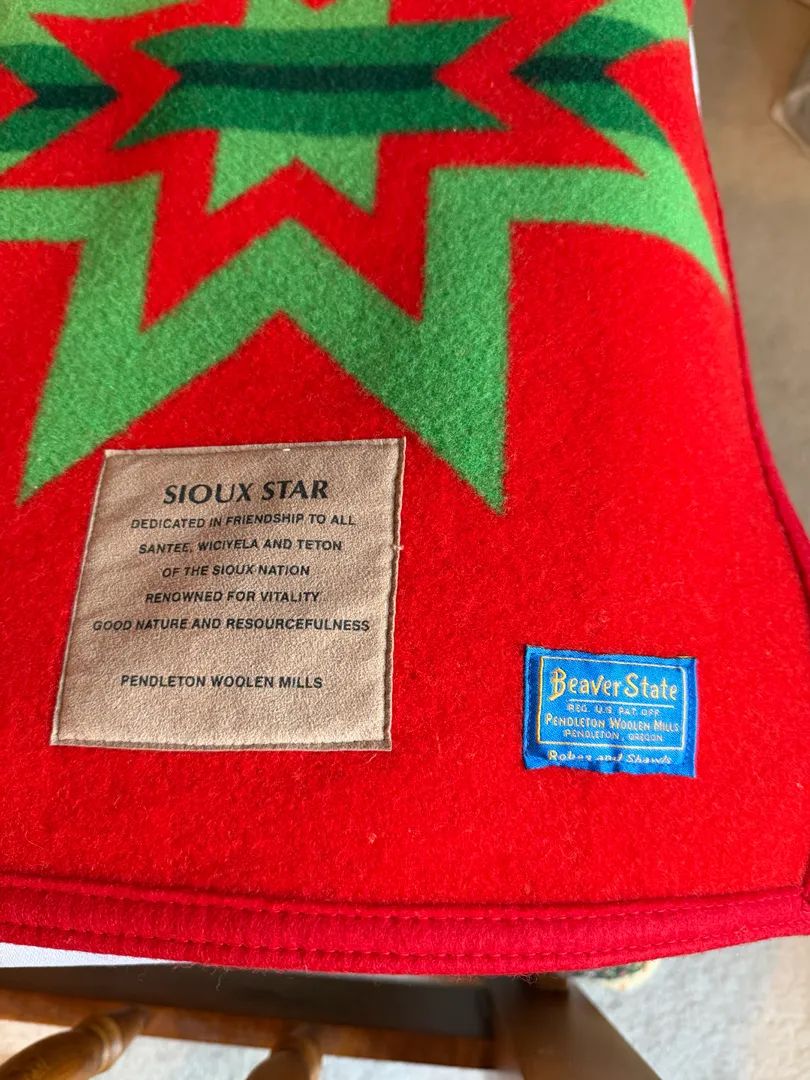 SIOUX STAR
DEDICATED IN FRIENDSHIP TO ALL
SANTEE, WICIYELA AND TETON
OF THE SIOUX NATION
RENOWNED FOR VITALITY
GOOD NATURE AND RESOURCEFULNESS
PENDLETON WOOLEN MILLS
Beaver State
REG. U.S. PAT. OFF.
PENDLETON WOOLEN MILLS
PENDLETON, OREGON
Robes and Shawls